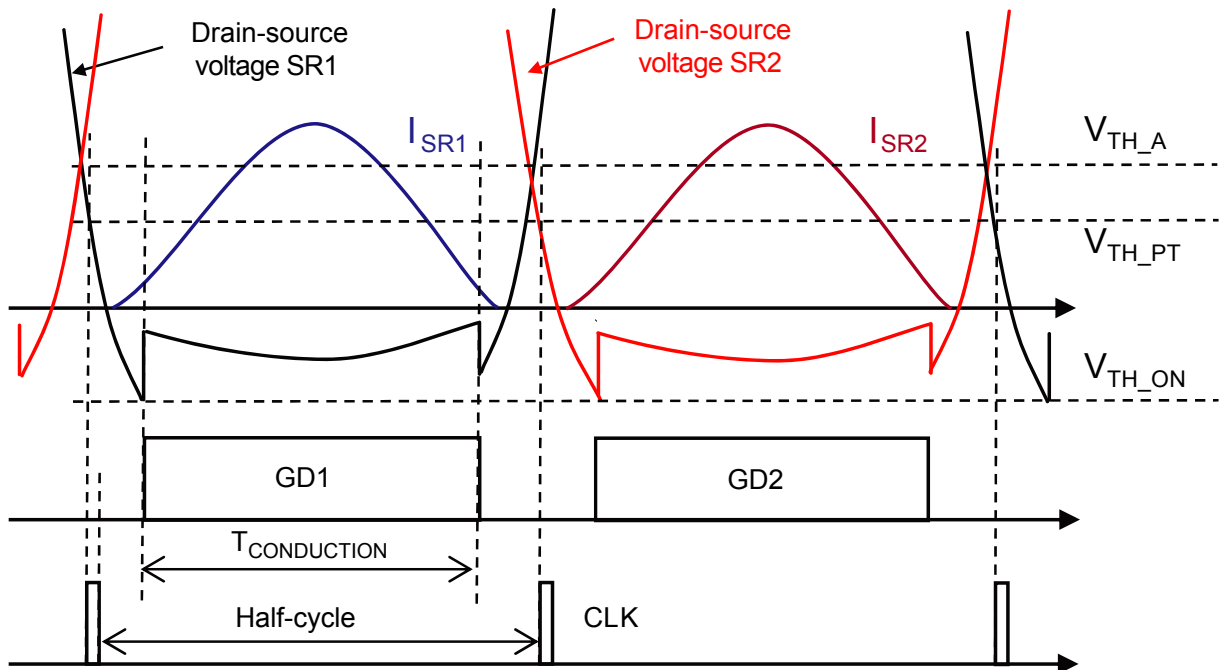 Drain-source
voltage SR1
Drain-source
voltage SR2
I_SR1
I_SR2
V_TH_A
V_TH_PT
V_TH_ON
GD1
GD2
T_CONDUCTION
Half-cycle
CLK